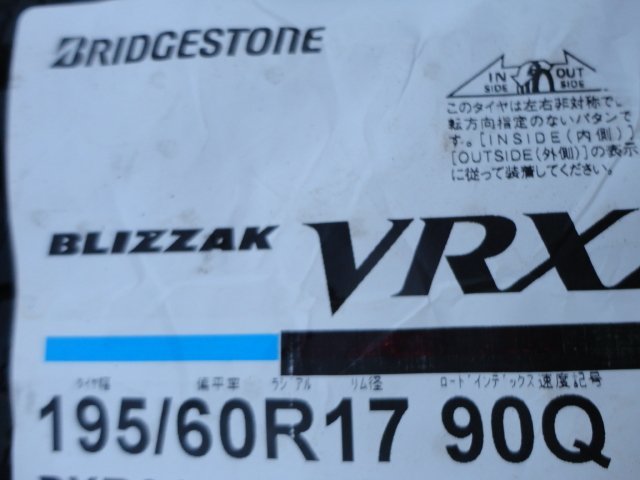 BRIDGESTONE
IN SIDE OUT SIDE
このタイヤは左右非対称で
転方向指定のないパタンで
す。[INSIDE(内側)]
[OUTSIDE(外側)]の表示
に従って装着してください。
BLIZZAK VRX
タイヤ幅 偏平率 ラジアル リム径 ロードインデックス 速度記号
195/60R17 90Q